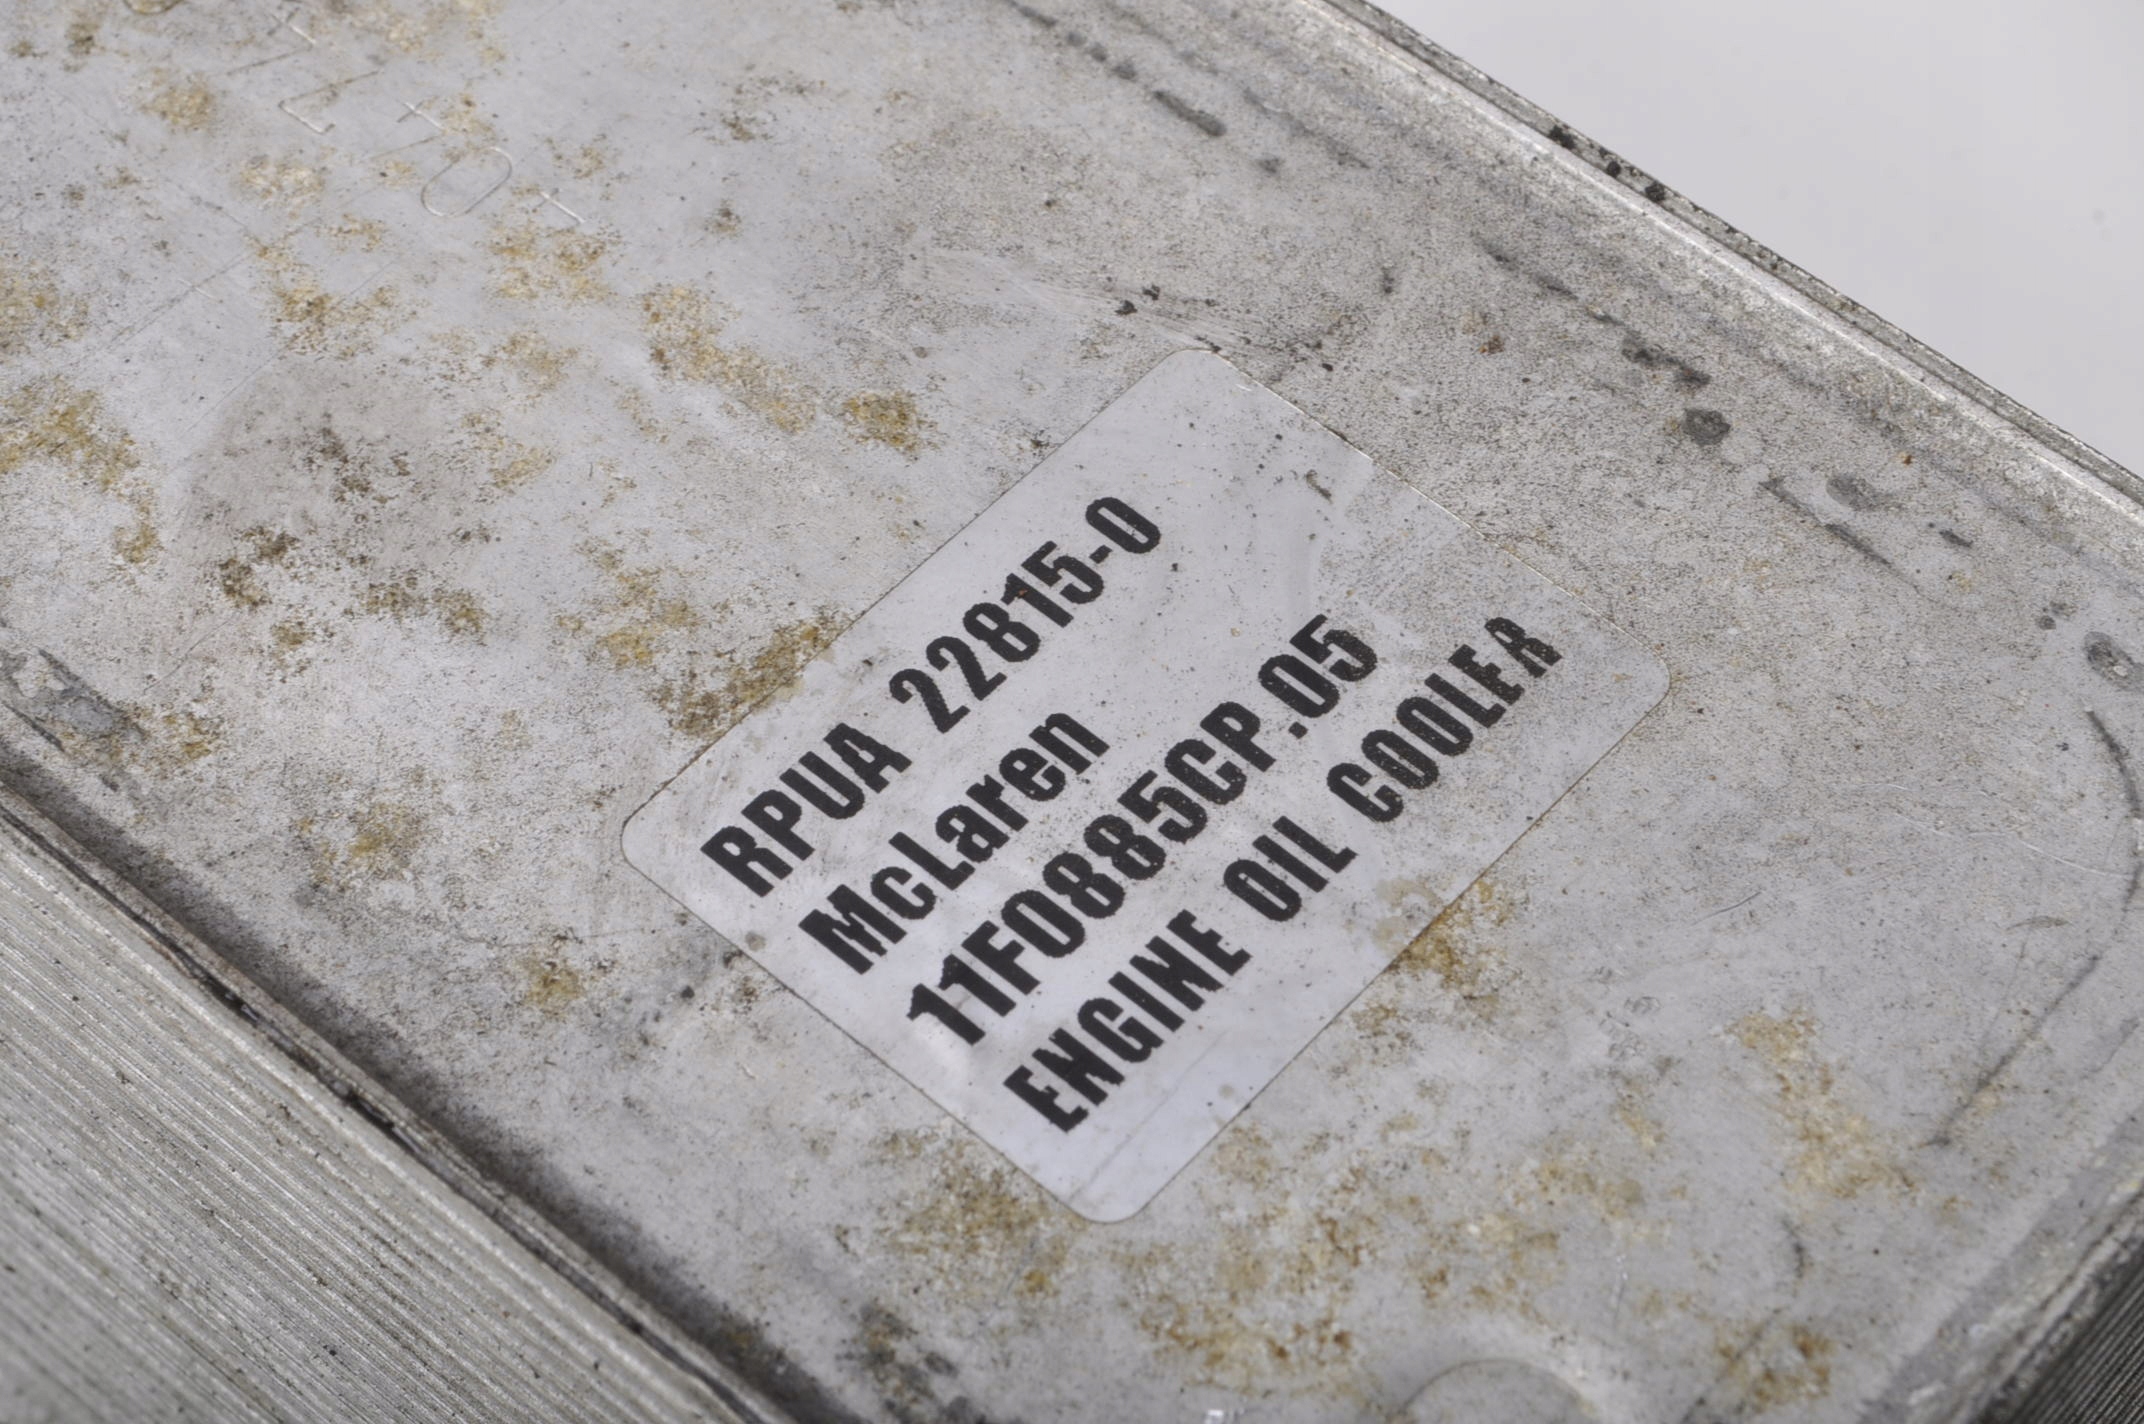 RPUA 22815-0
McLaren
11F0885CP.05
ENGINE OIL COOLER